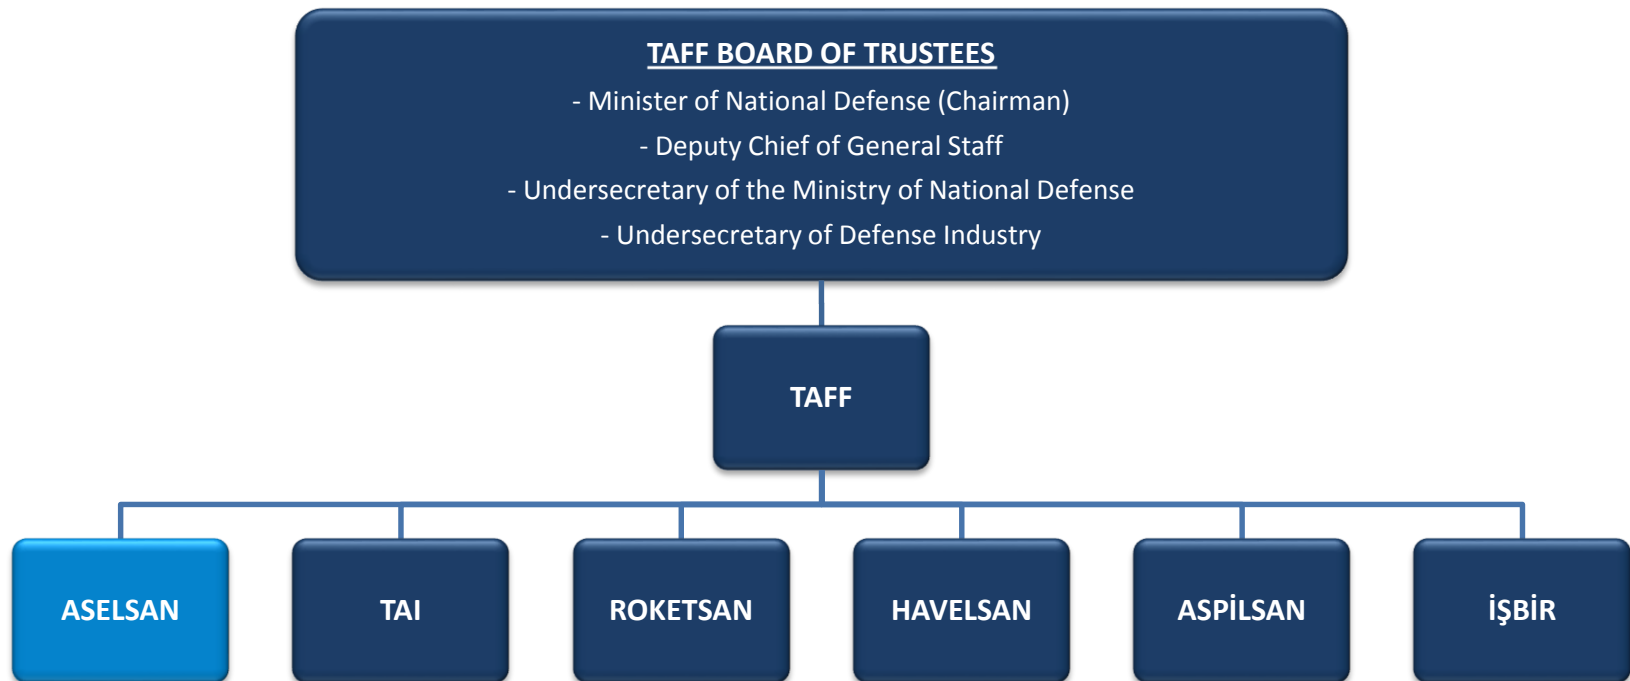 TAFF BOARD OF TRUSTEES
- Minister of National Defense (Chairman)
- Deputy Chief of General Staff
- Undersecretary of the Ministry of National Defense
- Undersecretary of Defense Industry
TAFF
ASELSAN
TAI
ROKETSAN
HAVELSAN
ASPİLSAN
İŞBİR